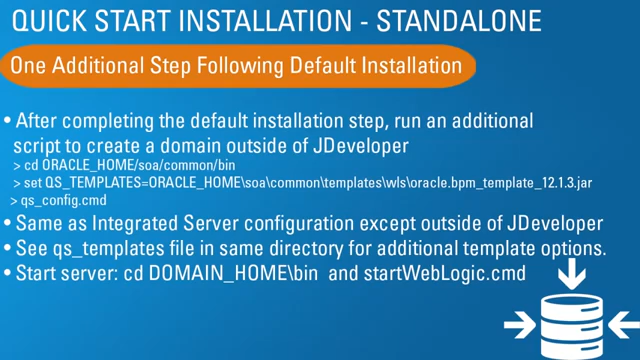 QUICK START INSTALLATION - STANDALONE
One Additional Step Following Default Installation
• After completing the default installation step, run an additional
script to create a domain outside of JDeveloper
> cd ORACLE_HOME/soa/common/bin
> set QS_TEMPLATES=ORACLE_HOME\soa\common\templates\wls\oracle.bpm_template_12.1.3.jar
> qs_config.cmd
• Same as Integrated Server configuration except outside of JDeveloper
• See qs_templates file in same directory for additional template options.
• Start server: cd DOMAIN_HOME\bin and startWebLogic.cmd